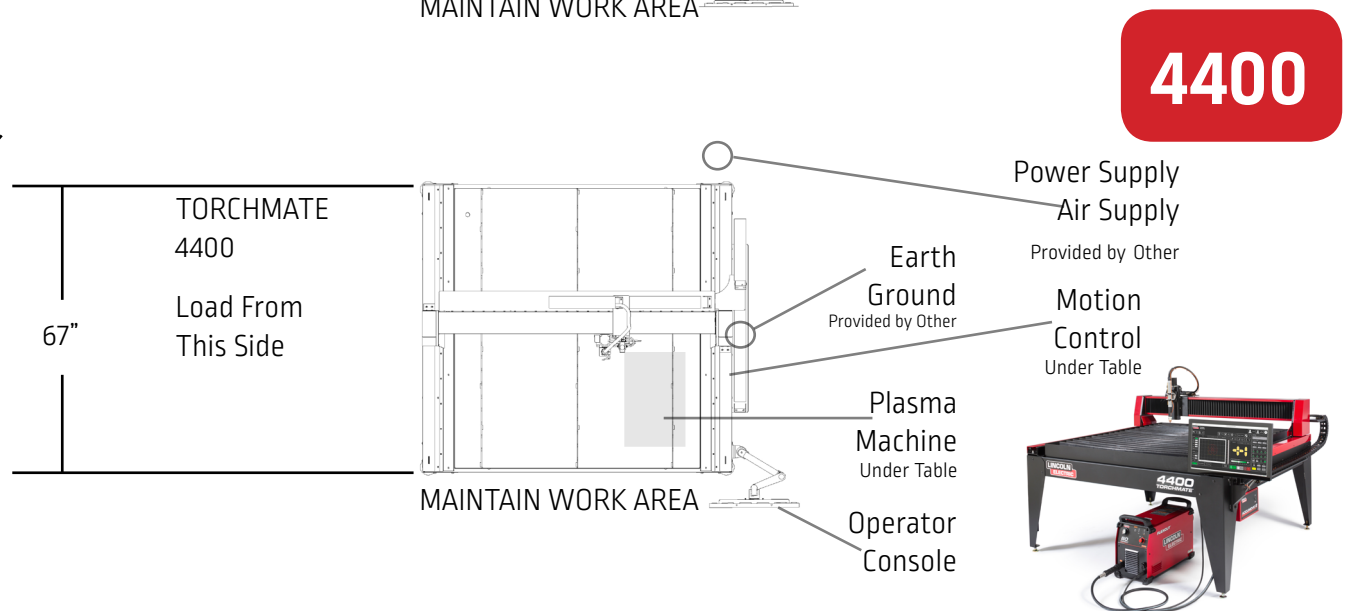 MAINTAIN WORK AREA
4400
TORCHMATE
4400
Load From
This Side
67”
Power Supply
Air Supply
Provided by Other
Earth
Ground
Provided by Other
Motion
Control
Under Table
Plasma
Machine
Under Table
MAINTAIN WORK AREA
Operator
Console
LINCOLN
ELECTRIC
4400
TORCHMATE
LINCOLN
ELECTRIC